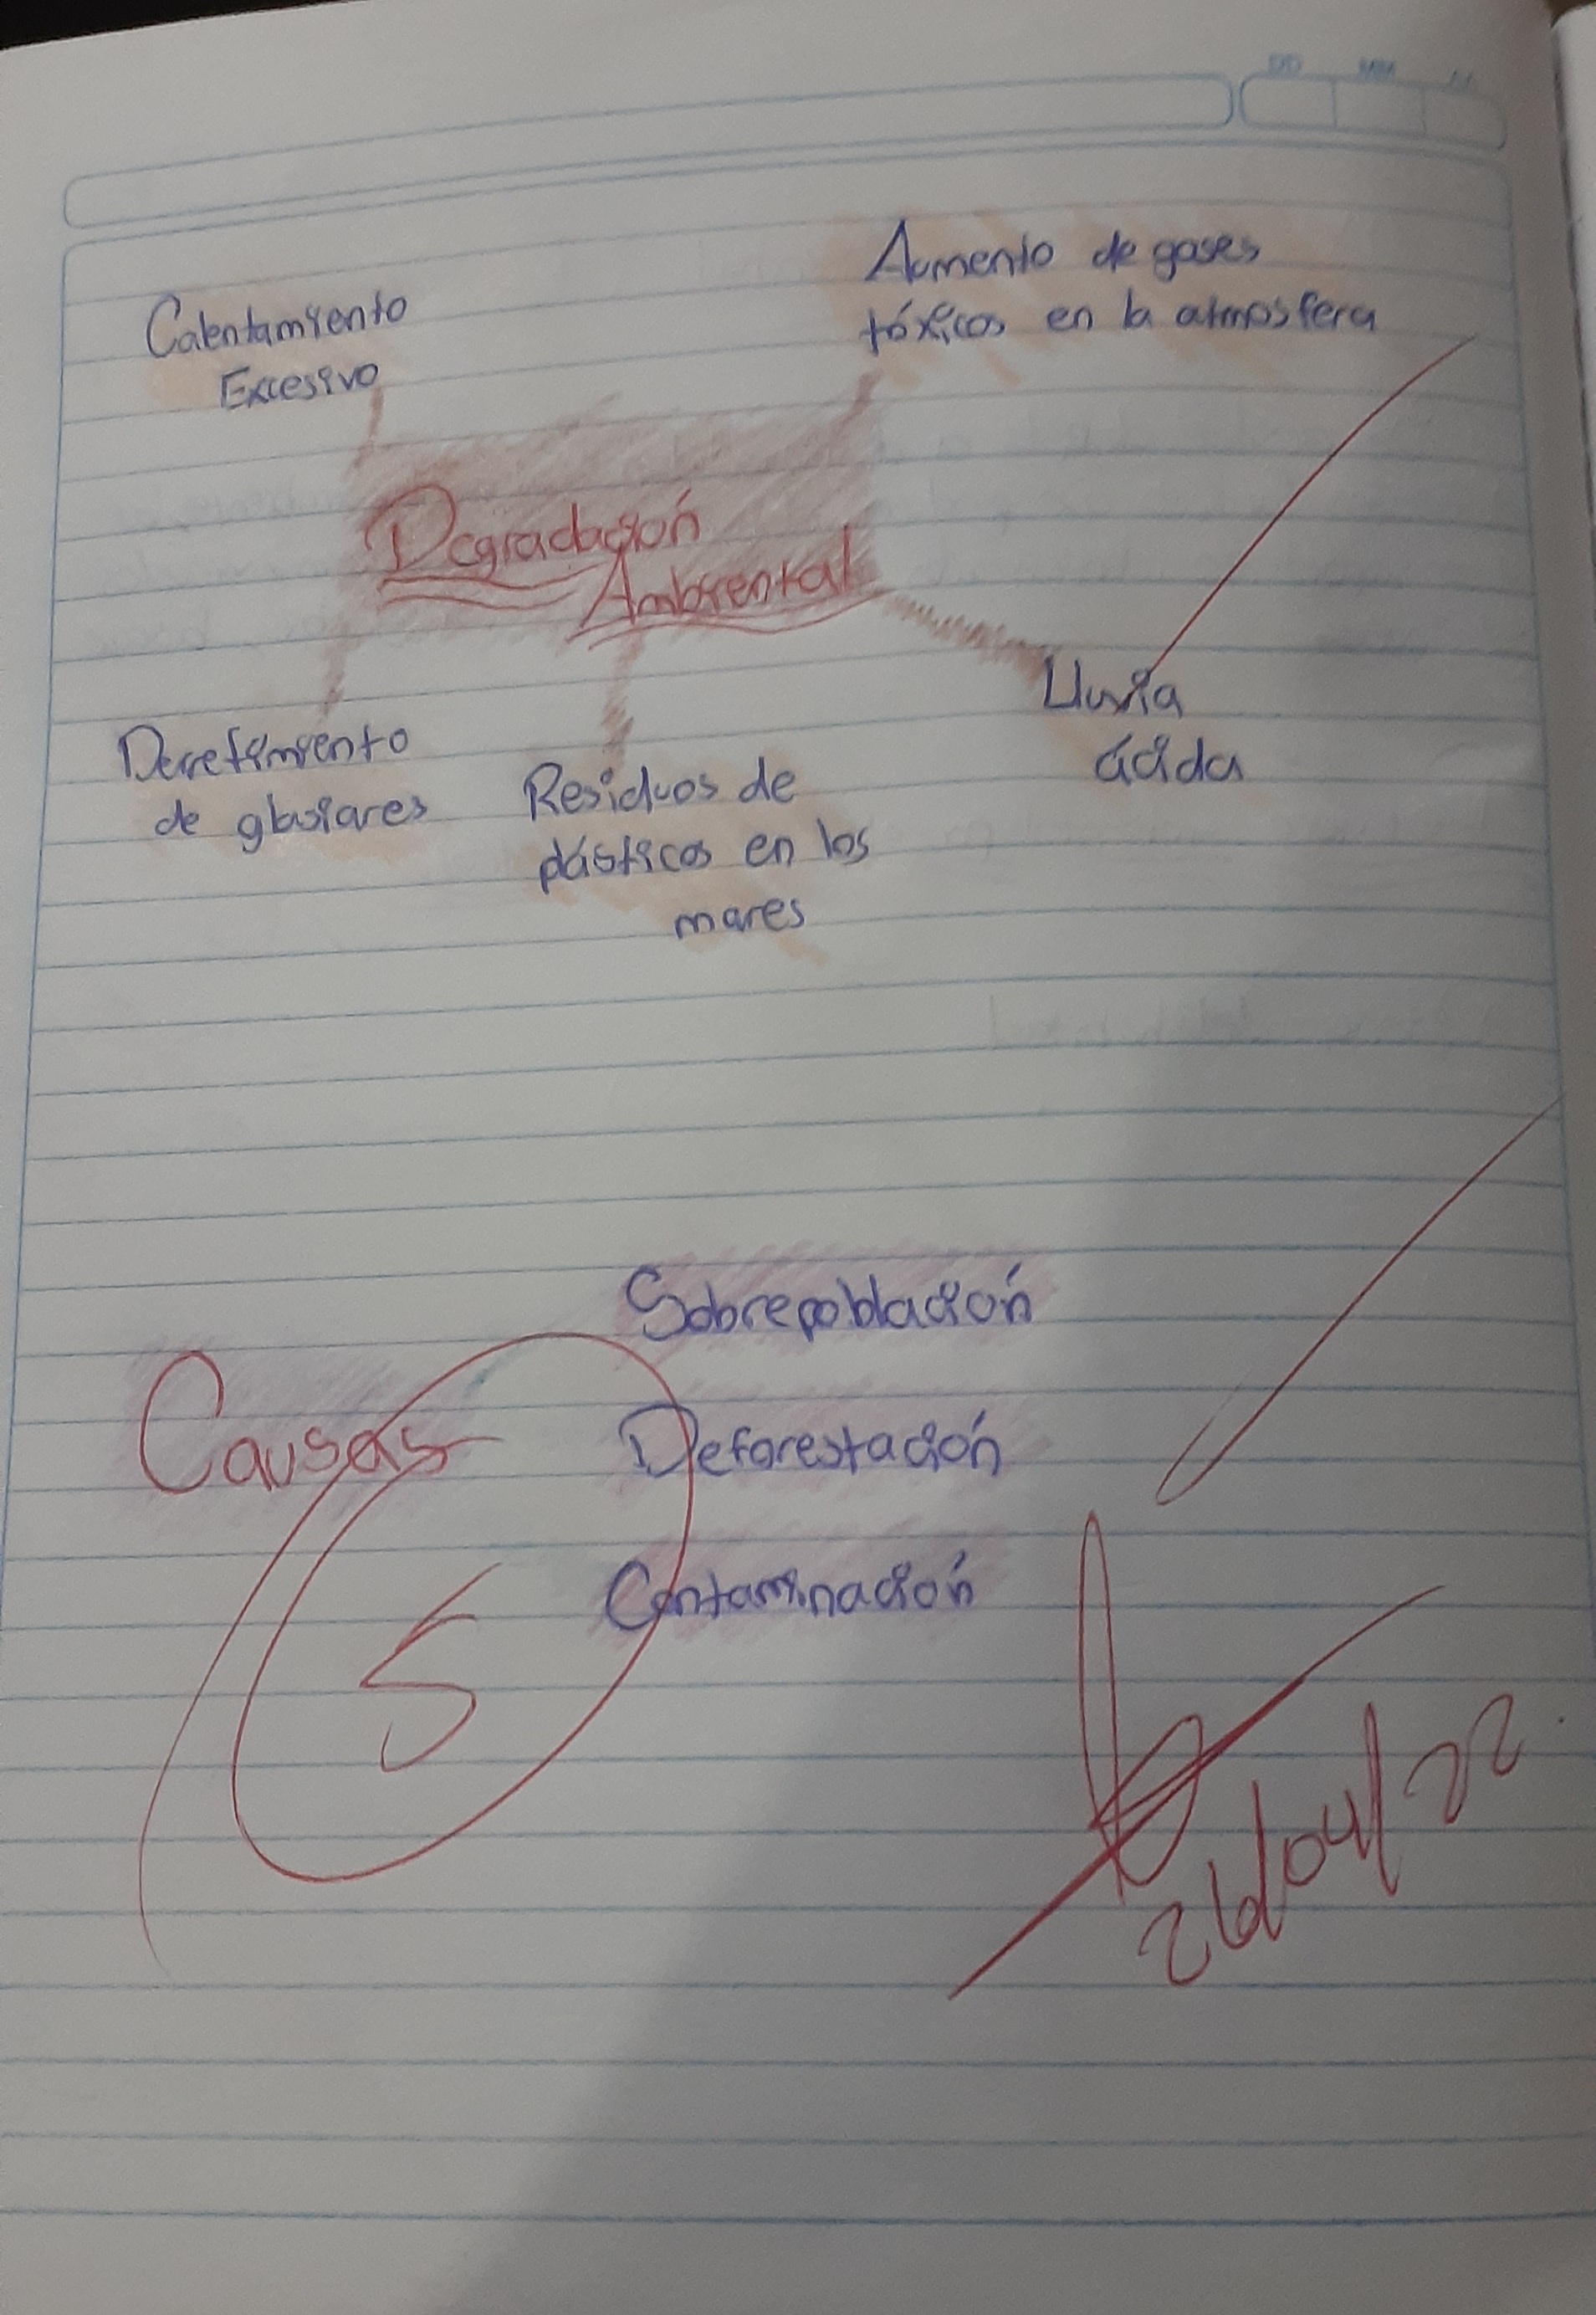 DD MM AA
Calentamiento
Excesivo
Aumento de gases
tóxicos en la atmosfera
Degradación
Ambiental
Derretimiento
de glasiares
Residuos de
plásticos en los
mares
Lluvia
ácida
Causas
Sobrepoblación
Deforestación
Contaminación
5
26/04/22